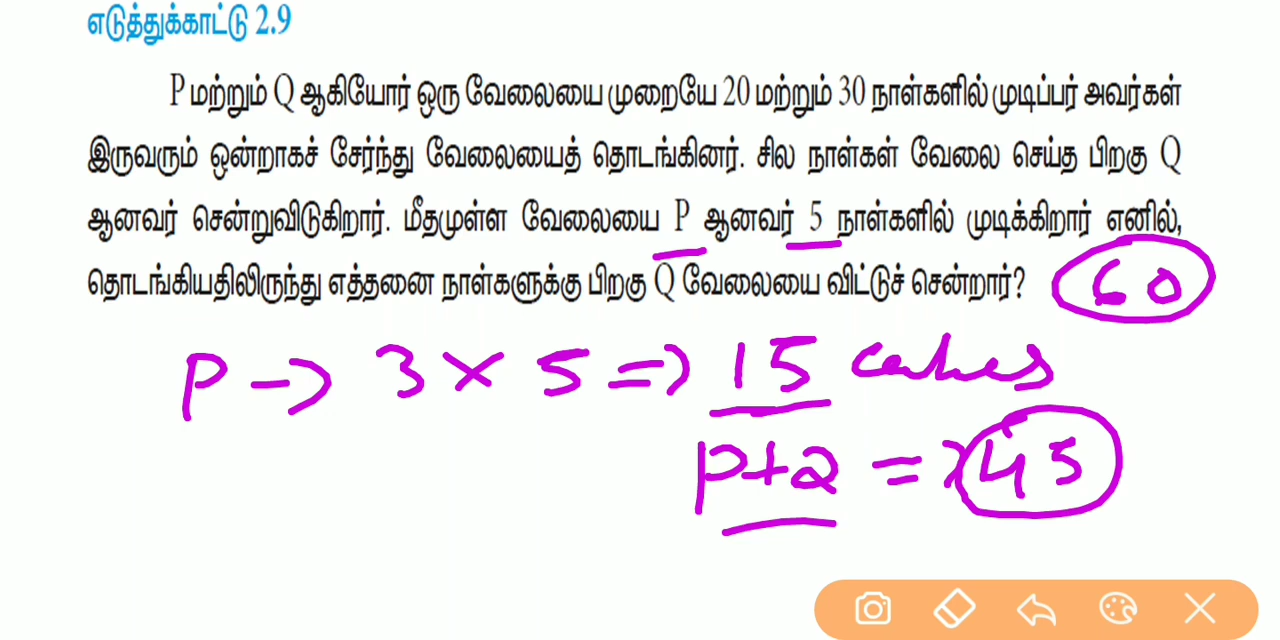 எடுத்துக்காட்டு 2.9
P மற்றும் Q ஆகியோர் ஒரு வேலையை முறையே 20 மற்றும் 30 நாள்களில் முடிப்பர் அவர்கள்
இருவரும் ஒன்றாகச் சேர்ந்து வேலையைத் தொடங்கினர். சில நாள்கள் வேலை செய்த பிறகு Q
ஆனவர் சென்றுவிடுகிறார். மீதமுள்ள வேலையை P ஆனவர் 5 நாள்களில் முடிக்கிறார் எனில்,
தொடங்கியதிலிருந்து எத்தனை நாள்களுக்கு பிறகு Q வேலையை விட்டுச் சென்றார்? 60
P → 3 × 5 ⇒ 15 cakes
P+Q ⇒ 45